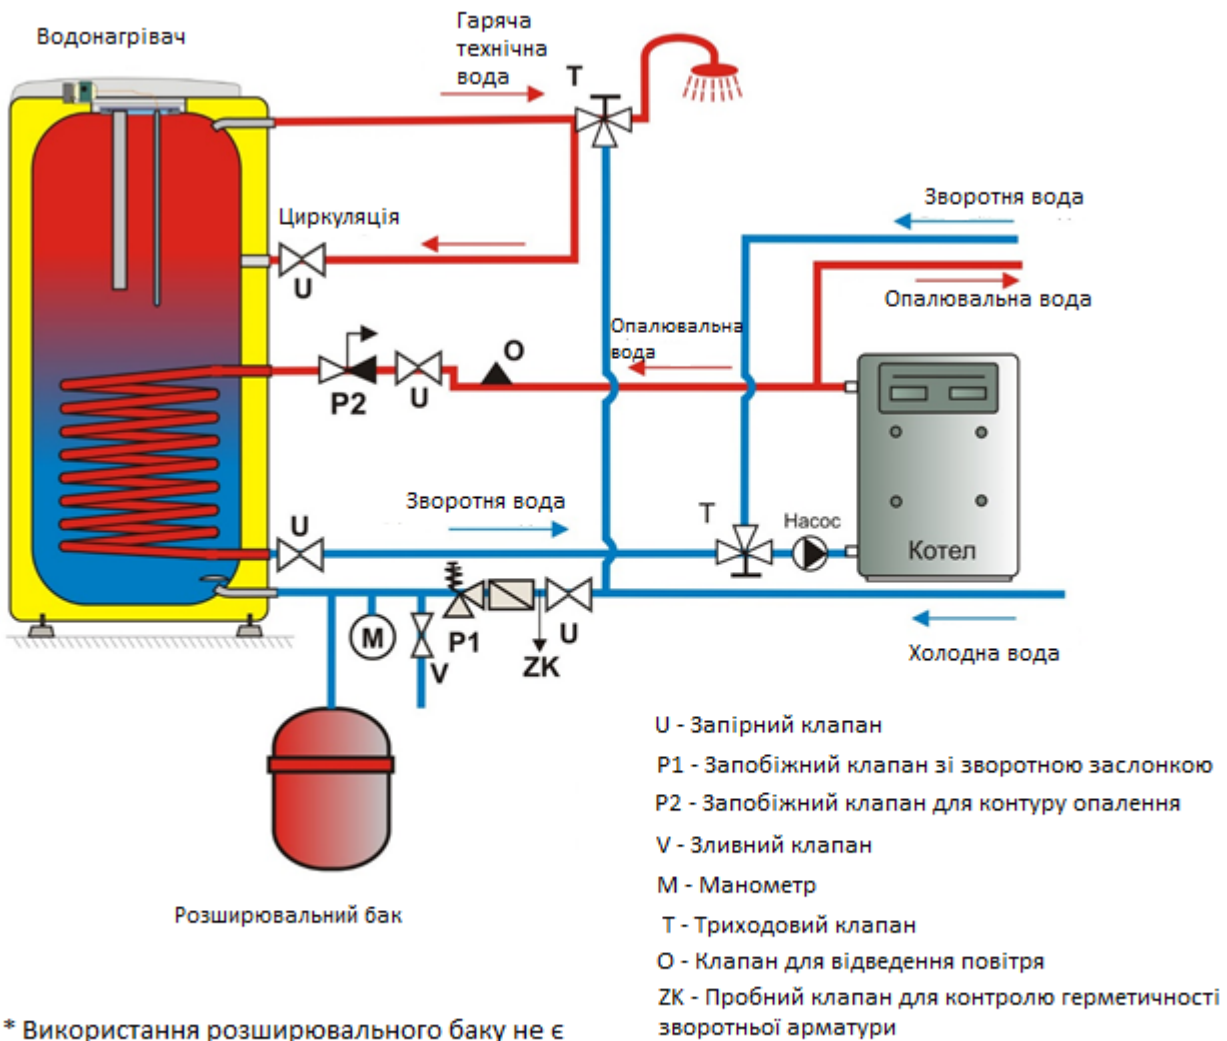 Водонагрівач
Гаряча
технічна
вода
T
Зворотня вода
Циркуляція
U
Опалювальна вода
Опалювальна
вода
O
P2
U
Зворотня вода
U
T
Насос
Котел
M
V
P1
ZK
U
Холодна вода
Розширювальний бак
U - Запірний клапан
P1 - Запобіжний клапан зі зворотною заслонкою
P2 - Запобіжний клапан для контуру опалення
V - Зливний клапан
M - Манометр
T - Триходовий клапан
O - Клапан для відведення повітря
ZK - Пробний клапан для контролю герметичності
зворотньої арматури
* Використання розширювального баку не є